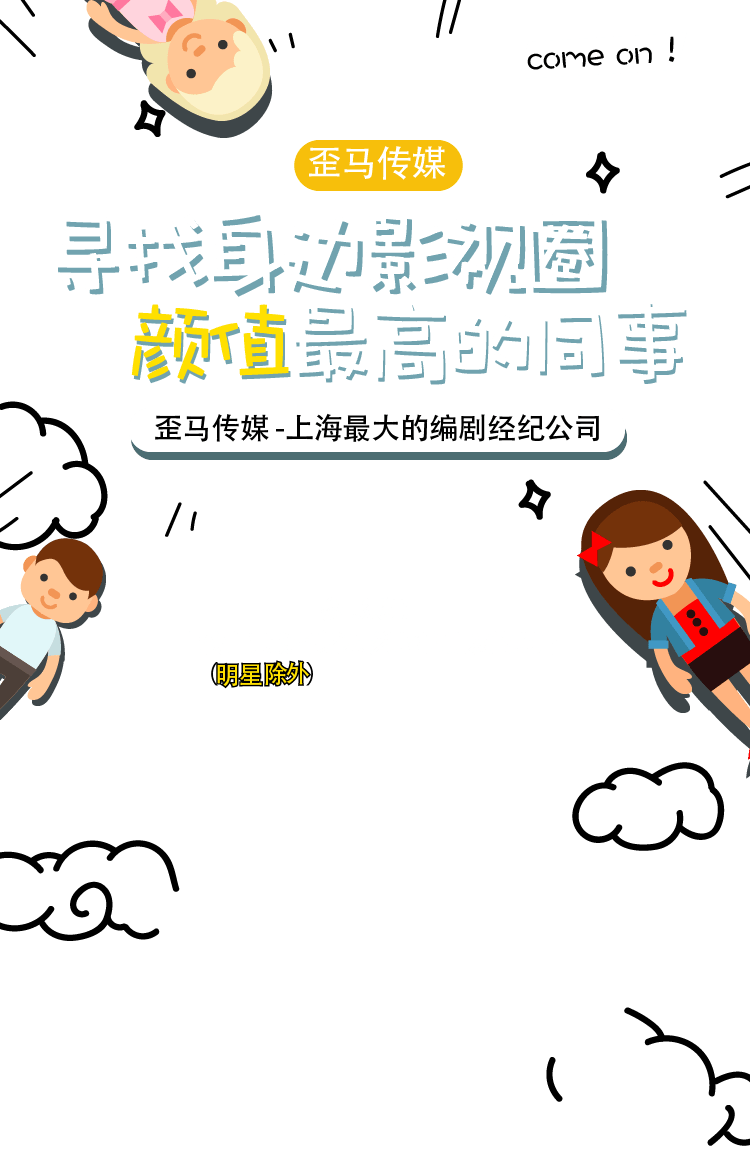 come on !
歪马传媒
寻找身边影视圈
颜值最高的同事
歪马传媒-上海最大的编剧经纪公司
(明星除外)